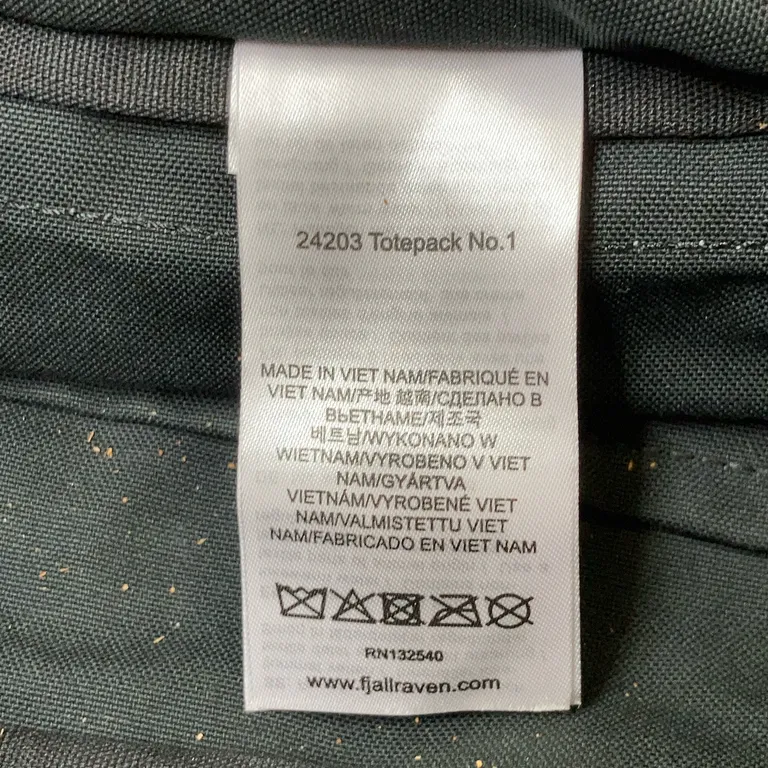 24203 Totepack No.1
MADE IN VIET NAM/FABRIQUÉ EN
VIET NAM/产地 越南/СДЕЛАНО В
ВЬЕТНАМЕ/제조국
베트남/WYKONANO W
WIETNAM/VYROBENO V VIET
NAM/GYÁRTVA
VIETNÁM/VYROBENÉ VIET
NAM/VALMISTETTU VIET
NAM/FABRICADO EN VIET NAM
RN132540
www.fjallraven.com